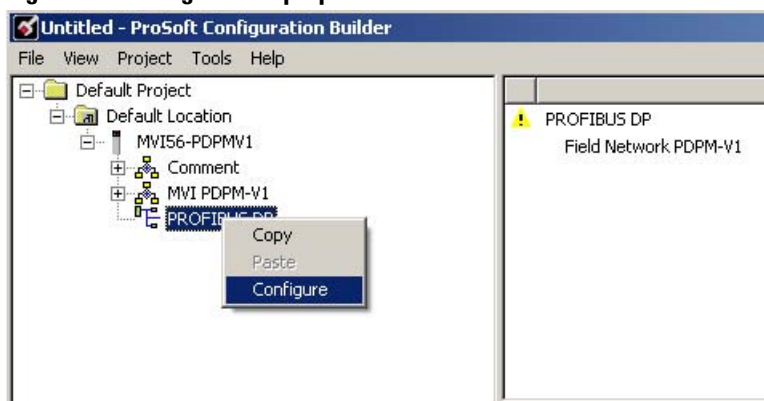 Untitled - ProSoft Configuration Builder
File View Project Tools Help
Default Project
Default Location
MVI56-PDPMV1
Comment
MVI PDPM-V1
PROFIBUS DP
Copy
Paste
Configure
PROFIBUS DP
Field Network PDPM-V1